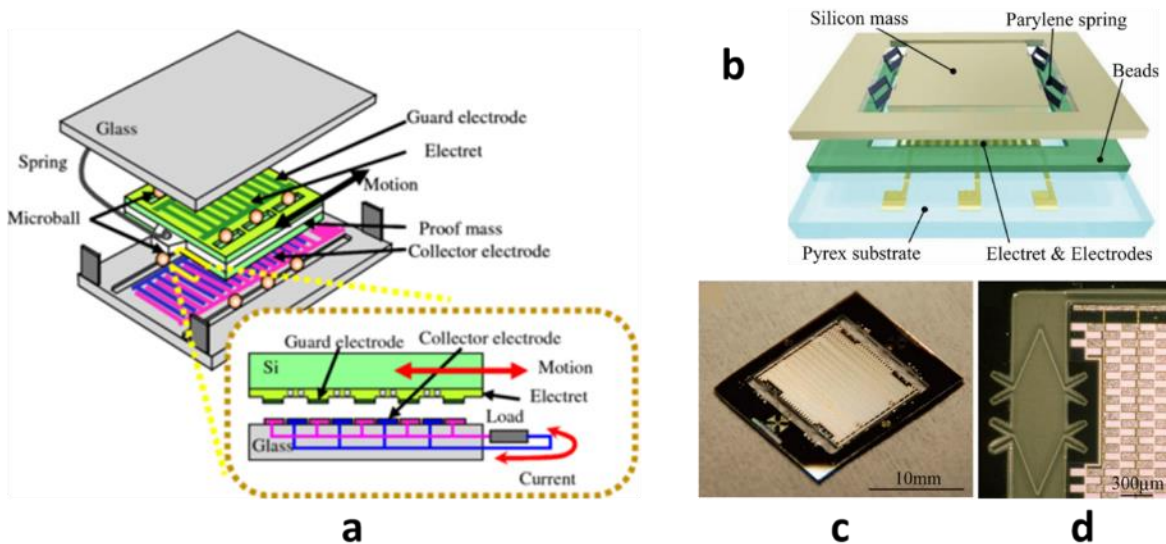 Glass
Guard electrode
Electret
Spring
Motion
Microball
Proof mass
Collector electrode
Guard electrode
Collector electrode
Si
Motion
Electret
Load
Glass
Current
a
b
Silicon mass
Parylene spring
Beads
Pyrex substrate
Electret & Electrodes
10mm
c
300μm
d